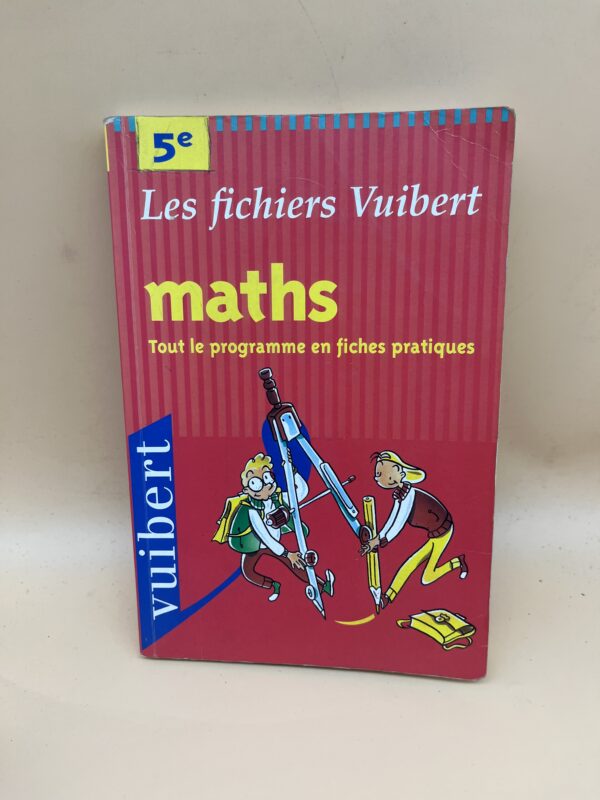 5e
Les fichiers Vuibert
maths
Tout le programme en fiches pratiques
vuibert